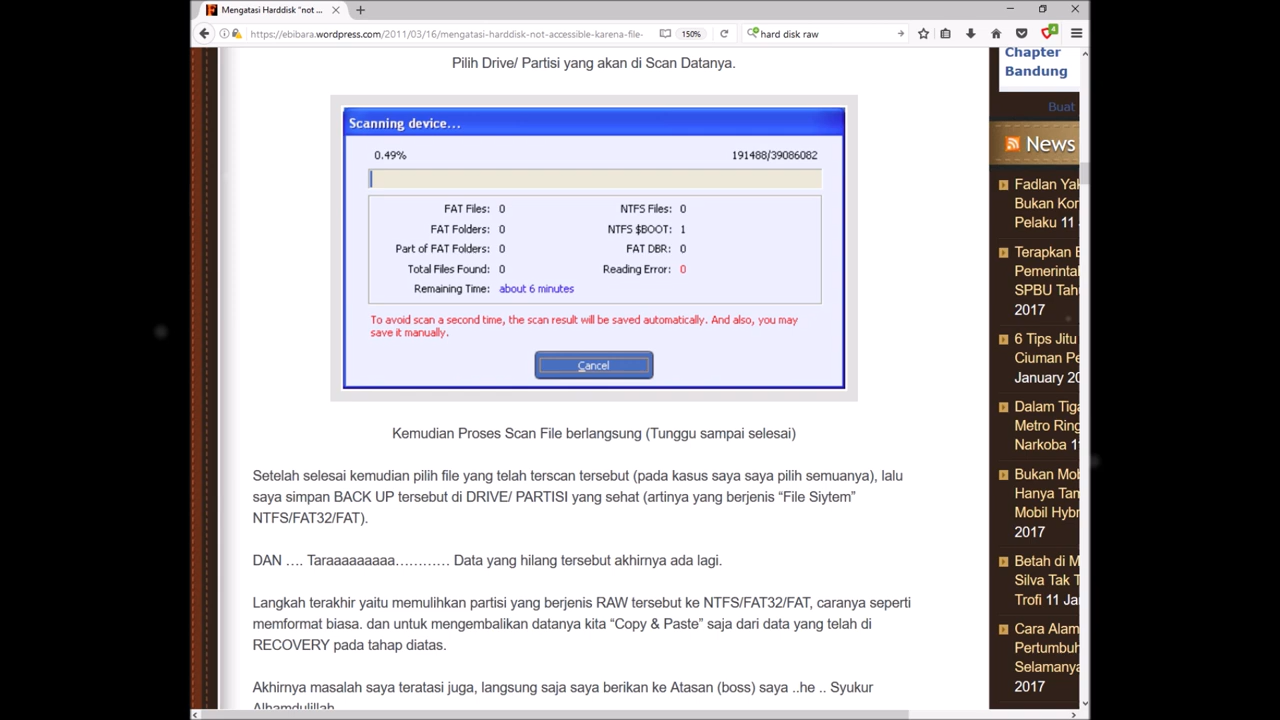 Mengatasi Harddisk "not ...
https://ebibara.wordpress.com/2011/03/16/mengatasi-harddisk-not-accessible-karena-file-
150%
hard disk raw
4
Pilih Drive/ Partisi yang akan di Scan Datanya.
Scanning device...
0.49%
191488/39086082
FAT Files: 0
NTFS Files: 0
FAT Folders: 0
NTFS $BOOT: 1
Part of FAT Folders: 0
FAT DBR: 0
Total Files Found: 0
Reading Error: 0
Remaining Time: about 6 minutes
To avoid scan a second time, the scan result will be saved automatically. And also, you may
save it manually.
Cancel
Kemudian Proses Scan File berlangsung (Tunggu sampai selesai)
Setelah selesai kemudian pilih file yang telah terscan tersebut (pada kasus saya saya pilih semuanya), lalu
saya simpan BACK UP tersebut di DRIVE/ PARTISI yang sehat (artinya yang berjenis “File Siytem”
NTFS/FAT32/FAT).
DAN …. Taraaaaaaaaa………… Data yang hilang tersebut akhirnya ada lagi.
Langkah terakhir yaitu memulihkan partisi yang berjenis RAW tersebut ke NTFS/FAT32/FAT, caranya seperti
memformat biasa. dan untuk mengembalikan datanya kita “Copy & Paste” saja dari data yang telah di
RECOVERY pada tahap diatas.
Akhirnya masalah saya teratasi juga, langsung saja saya berikan ke Atasan (boss) saya ..he .. Syukur
Alhamdulillah
Chapter
Bandung
Buat
News
Fadlan Yak
Bukan Kor
Pelaku 11
Terapkan
Pemerintah
SPBU Tahu
2017
6 Tips Jitu
Ciuman Pe
January 20
Dalam Tiga
Metro Ring
Narkoba 1
Bukan Mob
Hanya Tam
Mobil Hybr
2017
Betah di M
Silva Tak T
Trofi 11 Jan
Cara Alam
Pertumbuh
Selamanya
2017